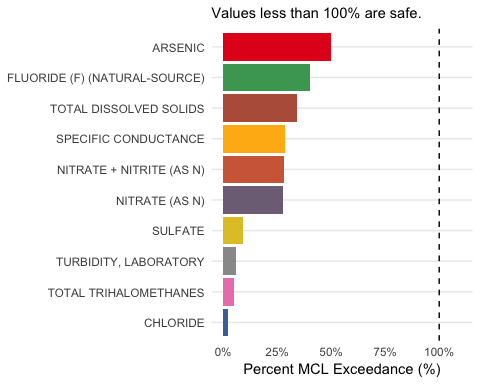 Values less than 100% are safe.
ARSENIC
FLUORIDE (F) (NATURAL-SOURCE)
TOTAL DISSOLVED SOLIDS
SPECIFIC CONDUCTANCE
NITRATE + NITRITE (AS N)
NITRATE (AS N)
SULFATE
TURBIDITY, LABORATORY
TOTAL TRIHALOMETHANES
CHLORIDE
0% 25% 50% 75% 100%
Percent MCL Exceedance (%)